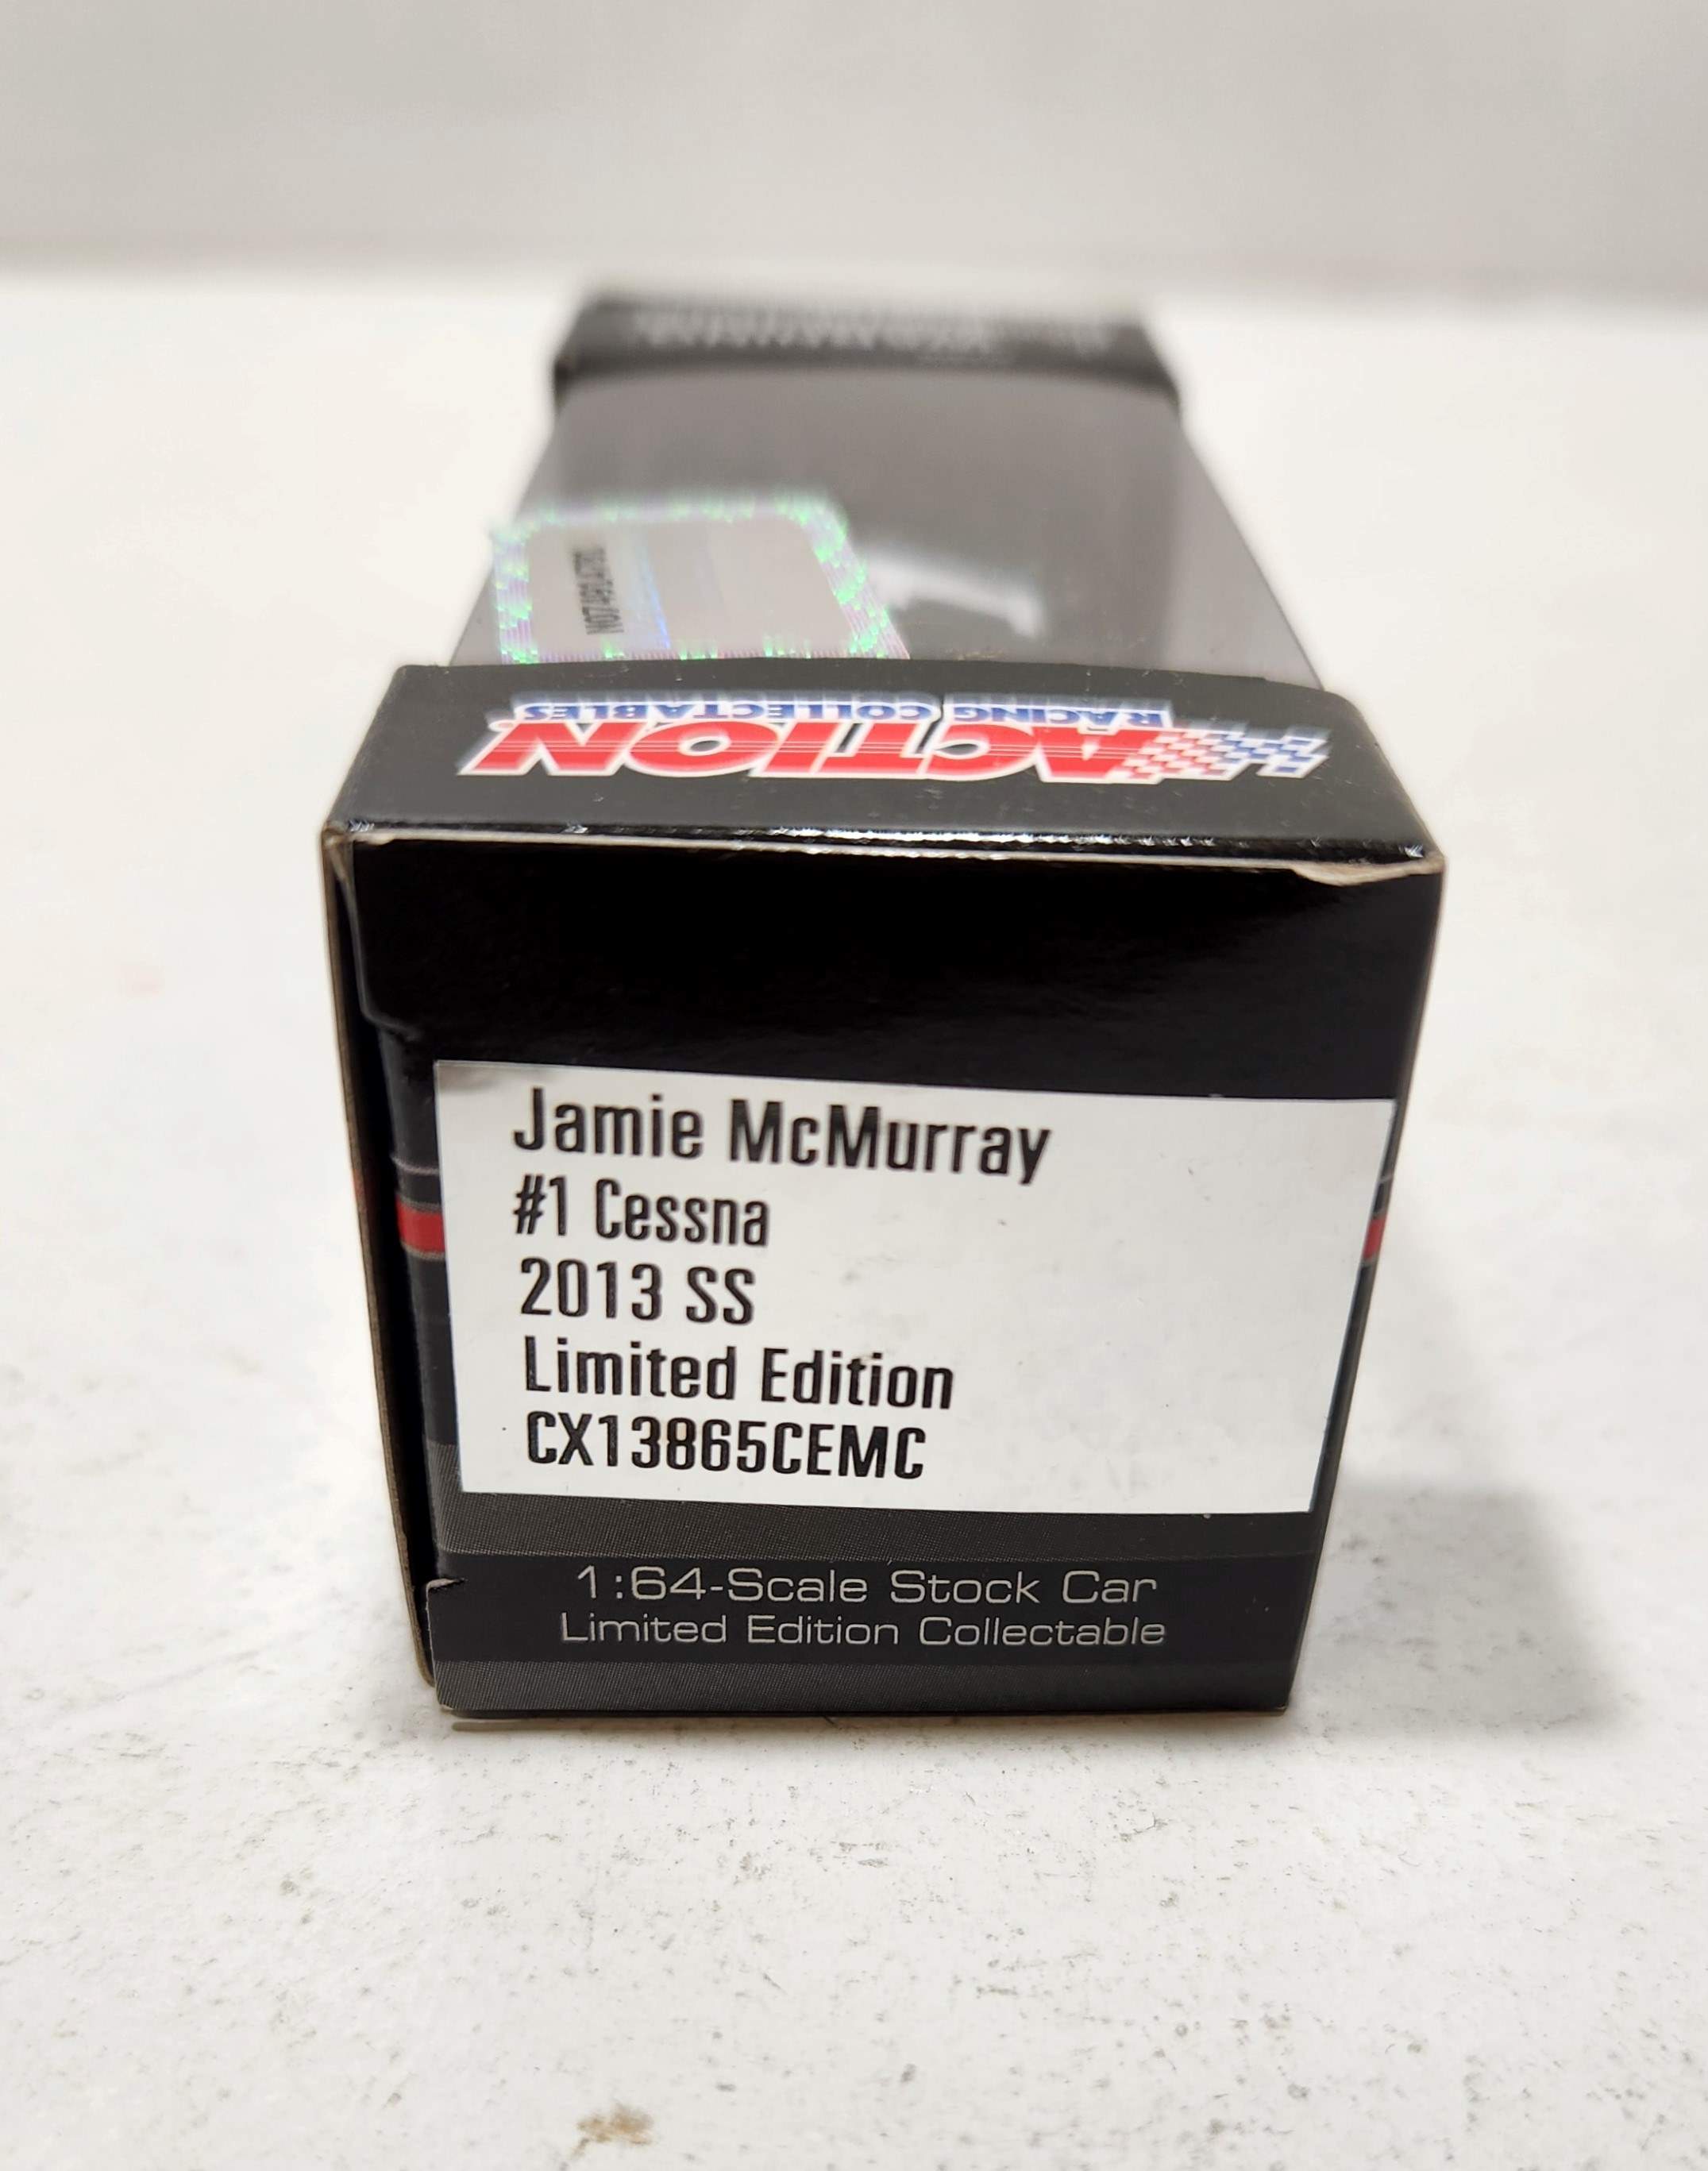 ACTION
RACING COLLECTABLES
Jamie McMurray
#1 Cessna
2013 SS
Limited Edition
CX13865CEMC
1:64-Scale Stock Car
Limited Edition Collectable